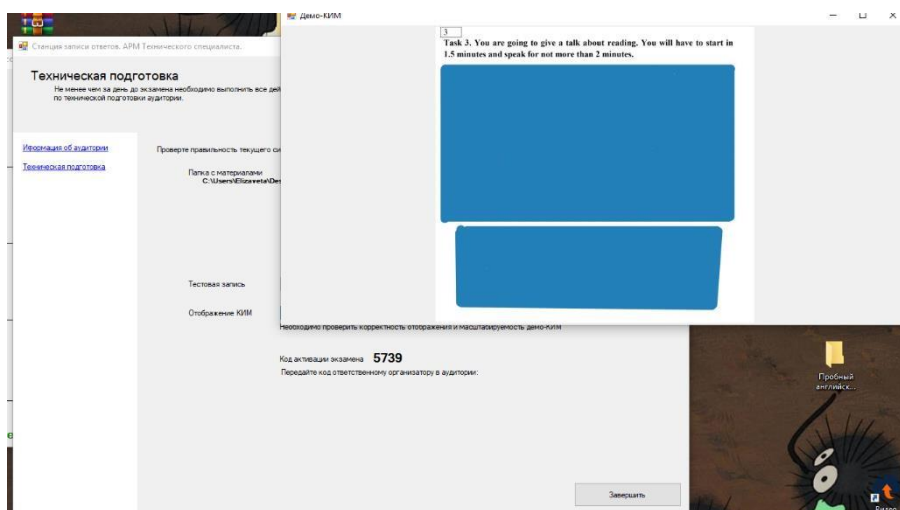 Демо-КИМ
3
Task 3. You are going to give a talk about reading. You will have to start in
1.5 minutes and speak for not more than 2 minutes.
Станция записи ответов. АРМ Технического специалиста.
Техническая подготовка
Не менее чем за день до экзамена необходимо выполнить все дей
по технической подготовки аудитории.
Иформация об аудитории
Техническая подготовка
Проверте правильность текущего си
Папка с материалами
C:\Users\Elizaveta\Des
Тестовая запись
Отображение КИМ
Необходимо проверить корректность отображения и масштабируемость демо-КИМ
Код активации экзамена 5739
Передайте код ответственному организатору в аудитории:
Завершить
Пробный
английск...
Видео